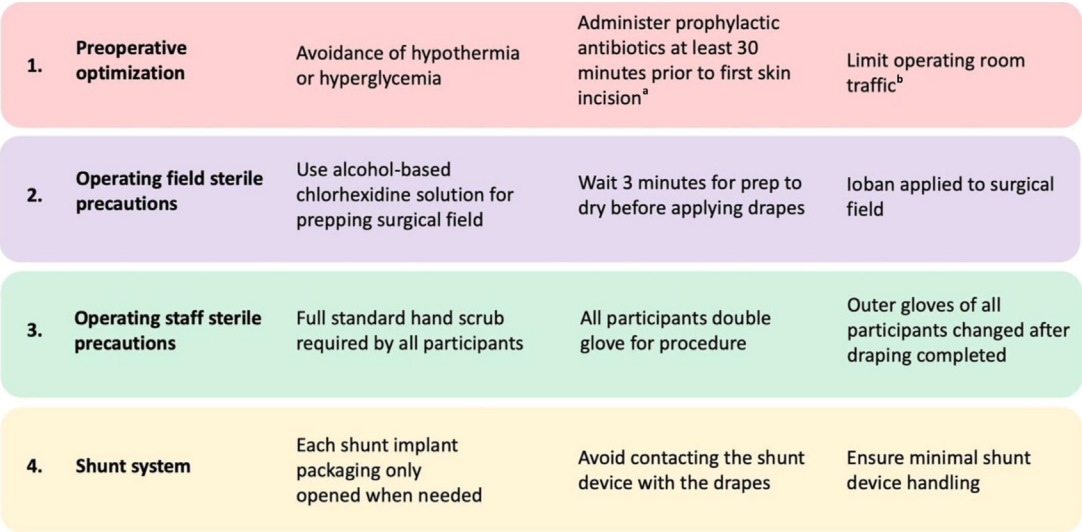 1.
Preoperative
optimization
Avoidance of hypothermia
or hyperglycemia
Administer prophylactic
antibiotics at least 30
minutes prior to first skin
incisionᵃ
Limit operating room
trafficᵇ
2.
Operating field sterile
precautions
Use alcohol-based
chlorhexidine solution for
prepping surgical field
Wait 3 minutes for prep to
dry before applying drapes
Ioban applied to surgical
field
3.
Operating staff sterile
precautions
Full standard hand scrub
required by all participants
All participants double
glove for procedure
Outer gloves of all
participants changed after
draping completed
4.
Shunt system
Each shunt implant
packaging only
opened when needed
Avoid contacting the shunt
device with the drapes
Ensure minimal shunt
device handling